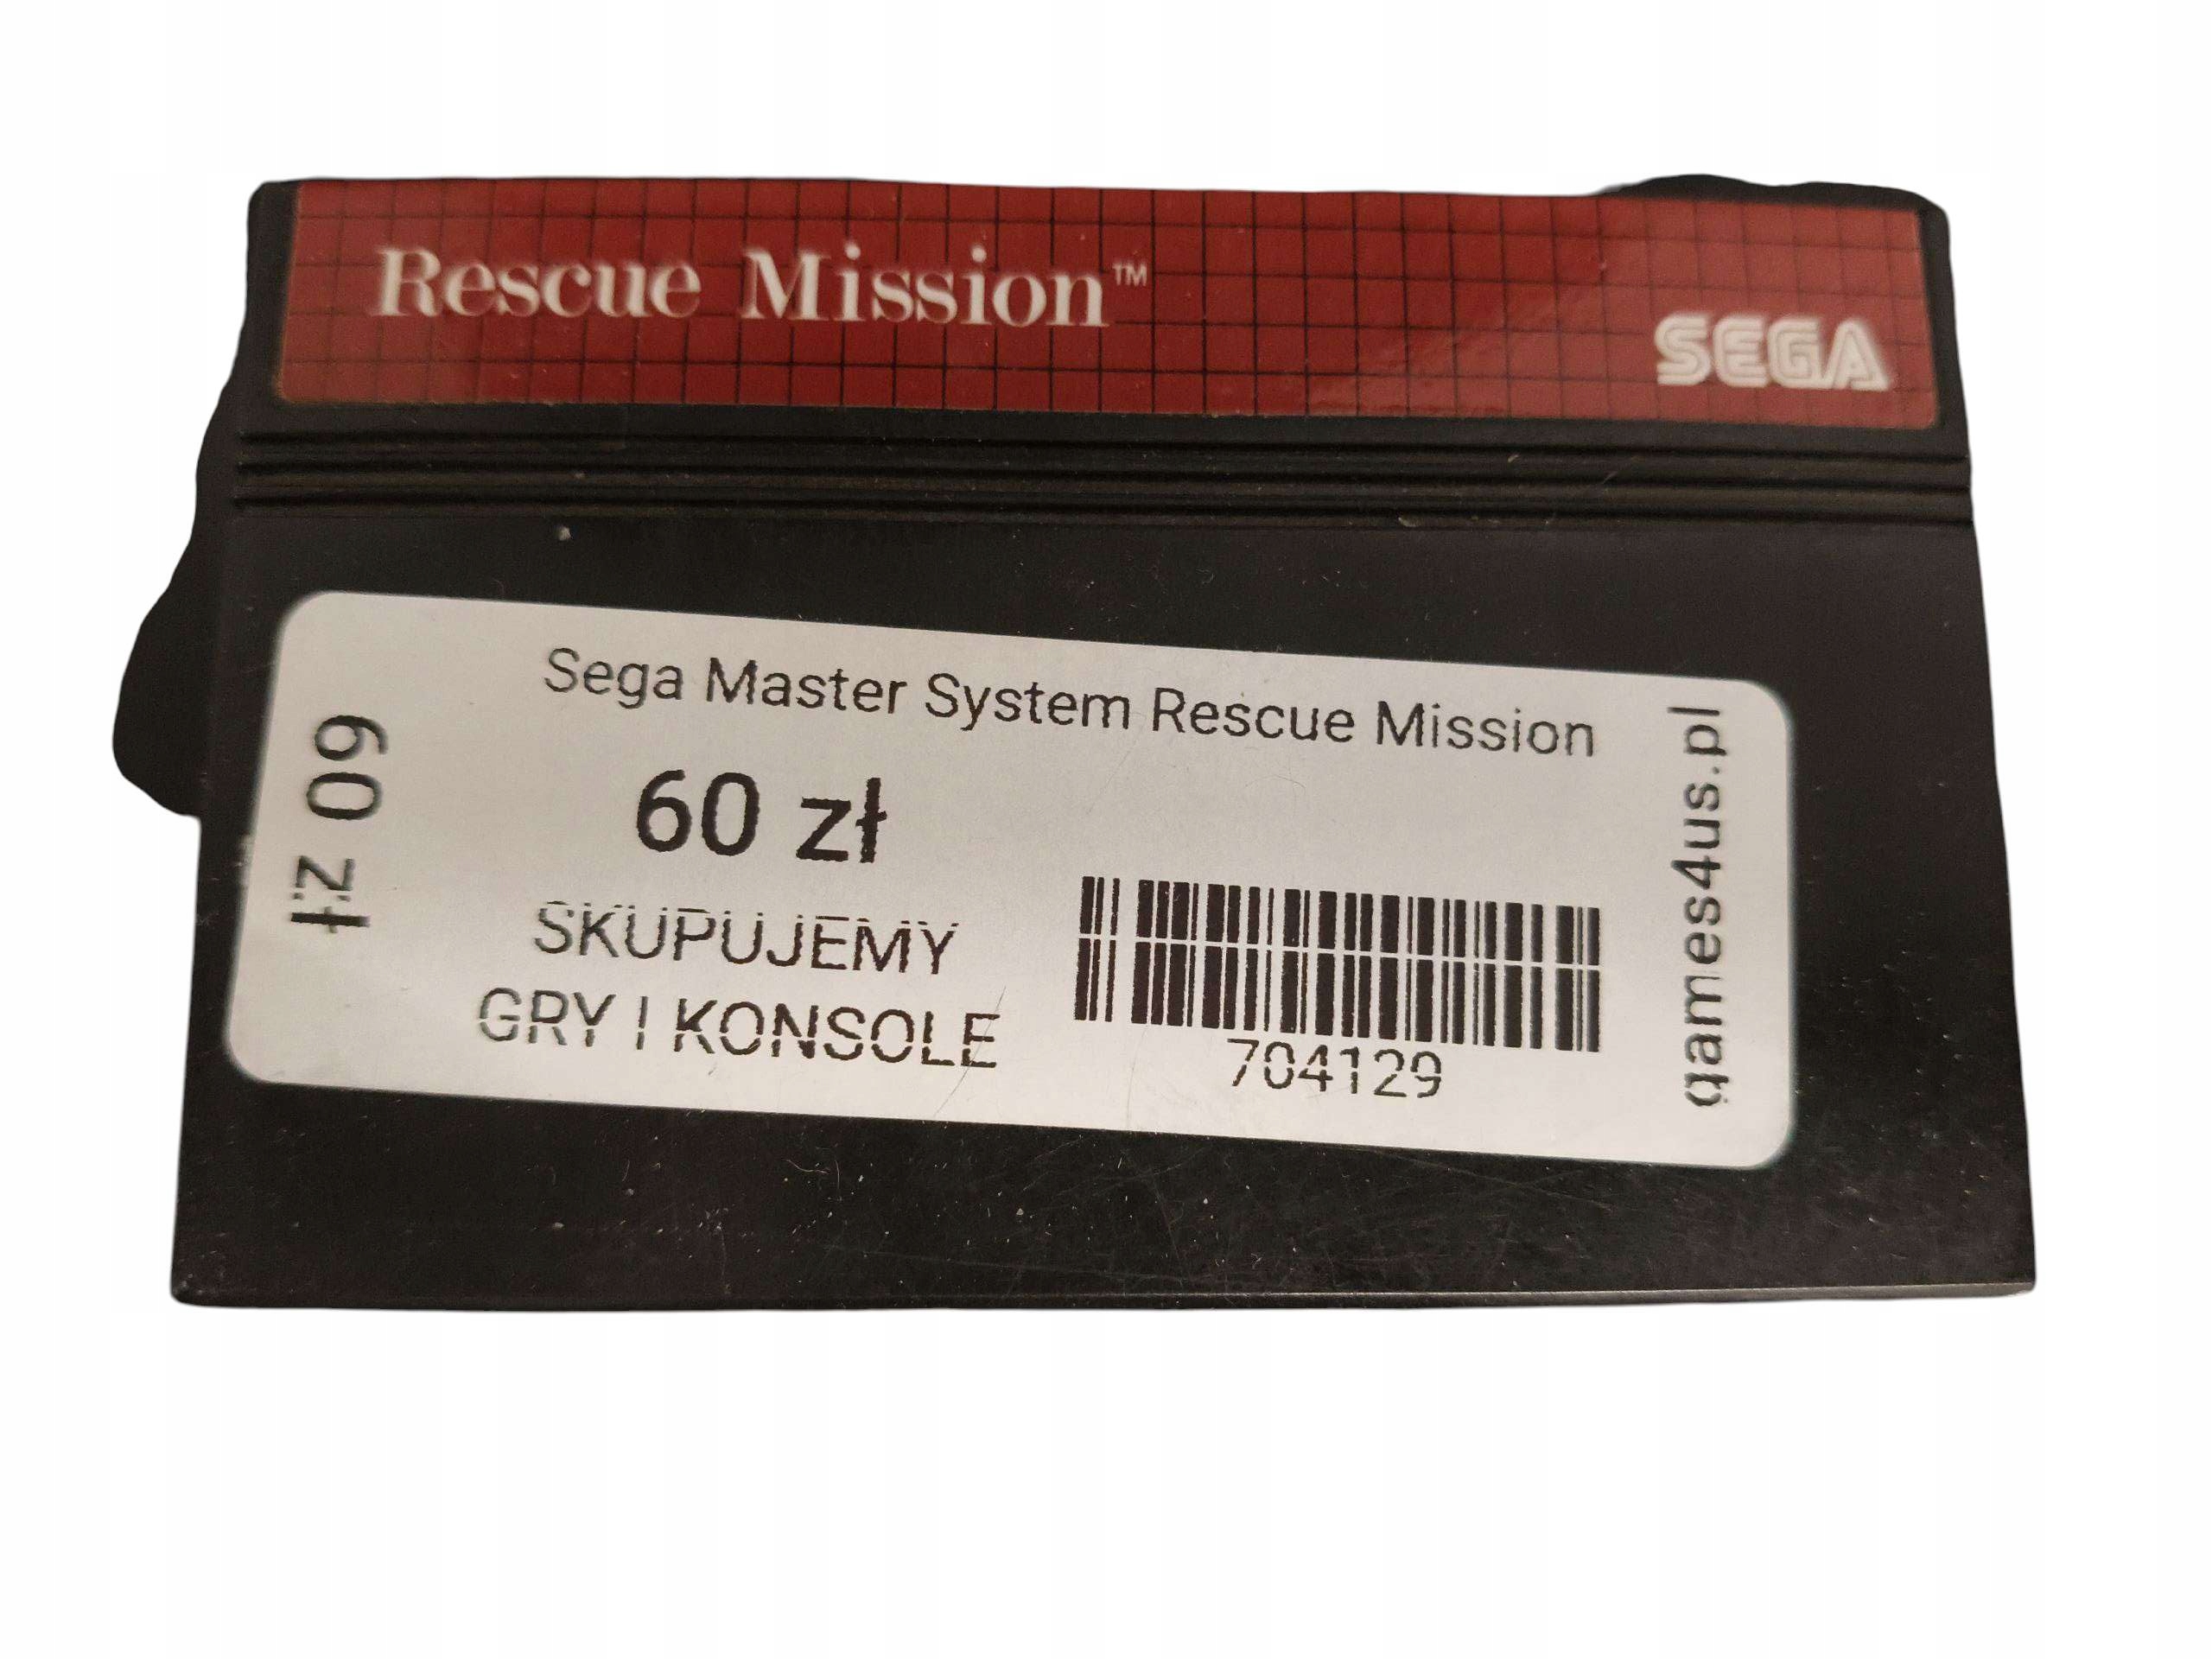 Rescue Mission™
SEGA
Sega Master System Rescue Mission
60 zł
60 zł
SKUPUJEMY
GRY I KONSOLE
704129
games4us.pl